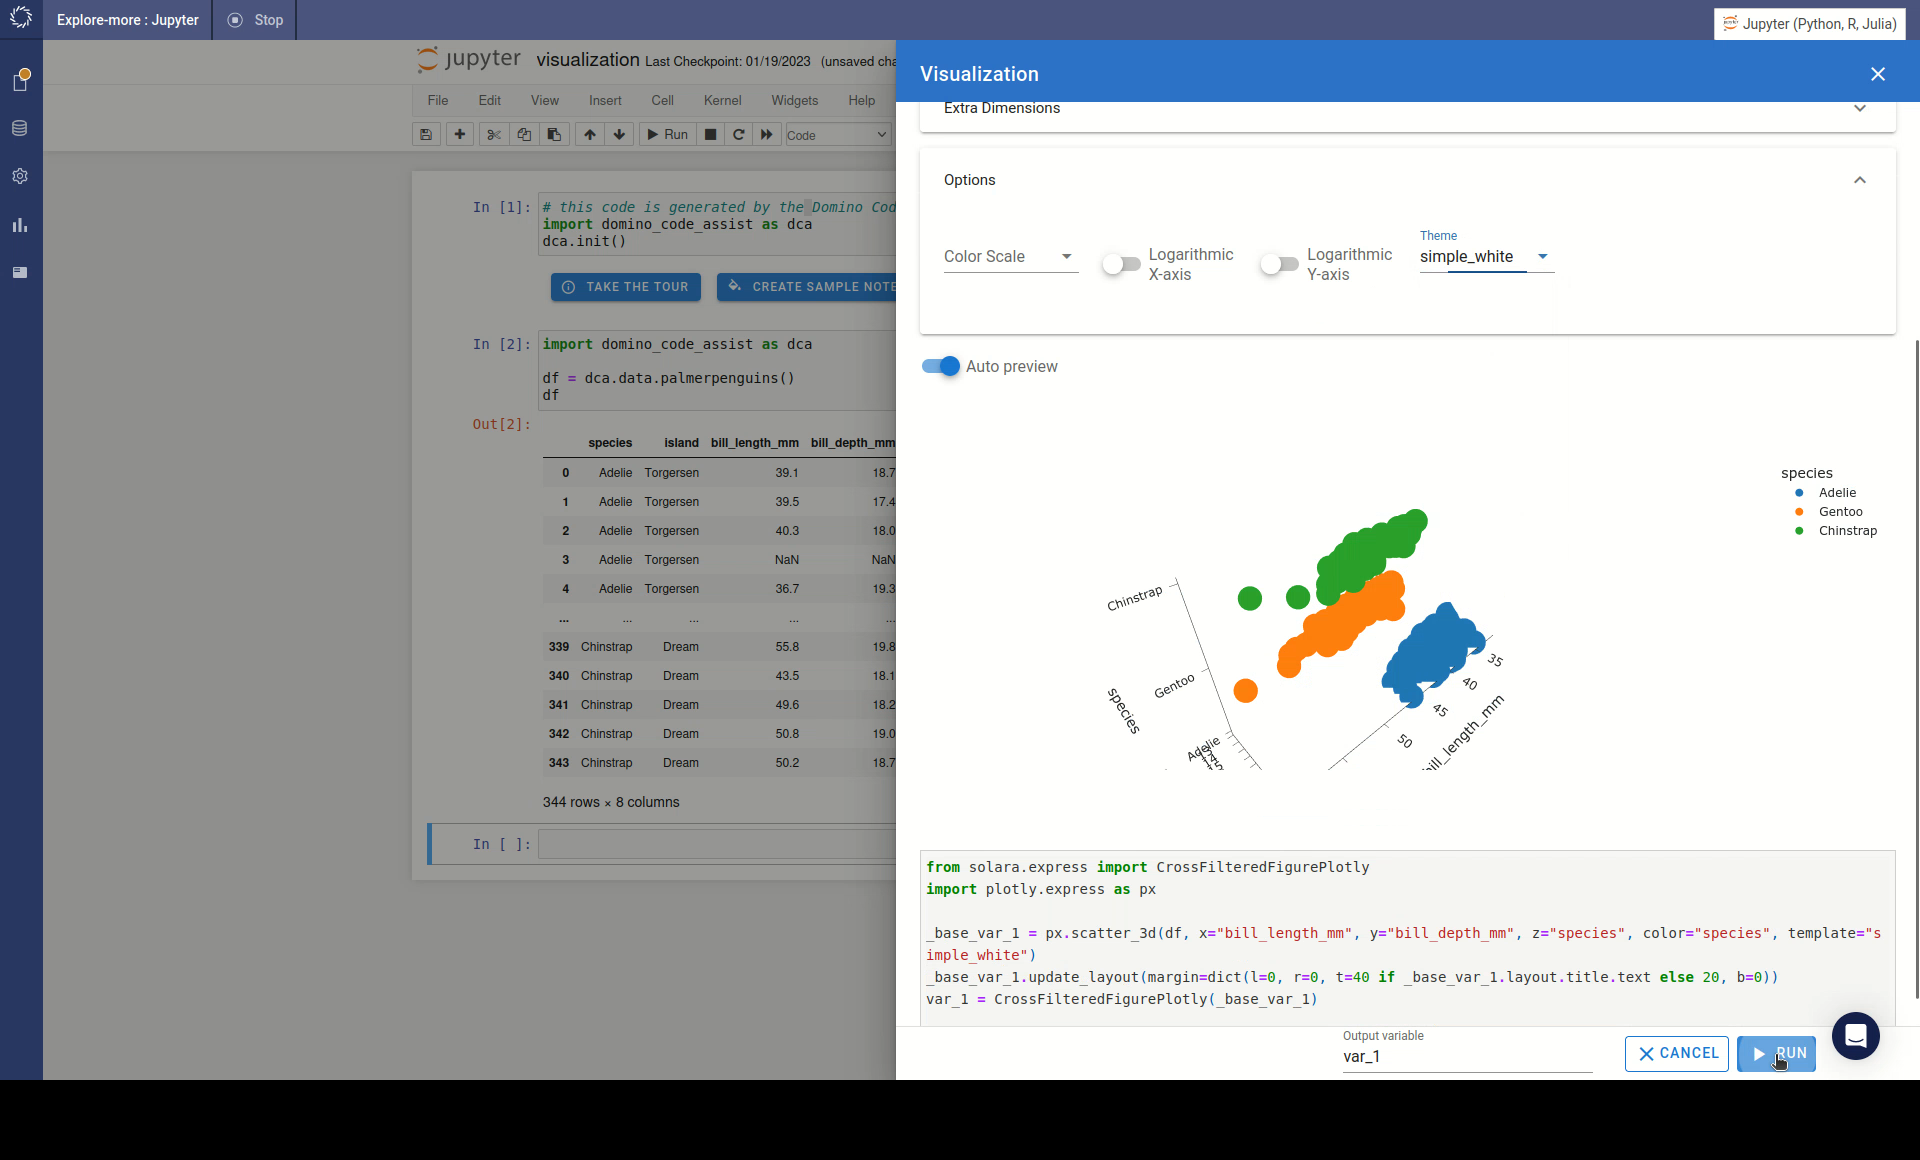 Explore-more : Jupyter
Stop
Jupyter (Python, R, Julia)
jupyter visualization Last Checkpoint: 01/19/2023 (unsaved cha
File Edit View Insert Cell Kernel Widgets Help
Run Code
In [1]: # this code is generated by the Domino Cod
import domino_code_assist as dca
dca.init()
TAKE THE TOUR
CREATE SAMPLE NOTE
In [2]: import domino_code_assist as dca
df = dca.data.palmerpenguins()
df
Out[2]:
species island bill_length_mm bill_depth_mm
0 Adelie Torgersen 39.1 18.7
1 Adelie Torgersen 39.5 17.4
2 Adelie Torgersen 40.3 18.0
3 Adelie Torgersen NaN NaN
4 Adelie Torgersen 36.7 19.3
... ... ... ... ...
339 Chinstrap Dream 55.8 19.8
340 Chinstrap Dream 43.5 18.1
341 Chinstrap Dream 49.6 18.2
342 Chinstrap Dream 50.8 19.0
343 Chinstrap Dream 50.2 18.7
344 rows × 8 columns
In [ ]:
Visualization
Extra Dimensions
Options
Color Scale
Logarithmic
X-axis
Logarithmic
Y-axis
Theme
simple_white
Auto preview
species
Adelie
Gentoo
Chinstrap
Chinstrap
Gentoo
Adelie
species
35
40
45
50
bill_length_mm
from solara.express import CrossFilteredFigurePlotly
import plotly.express as px
_base_var_1 = px.scatter_3d(df, x="bill_length_mm", y="bill_depth_mm", z="species", color="species", template="s
imple_white")
_base_var_1.update_layout(margin=dict(l=0, r=0, t=40 if _base_var_1.layout.title.text else 20, b=0))
var_1 = CrossFilteredFigurePlotly(_base_var_1)
Output variable
var_1
CANCEL
RUN